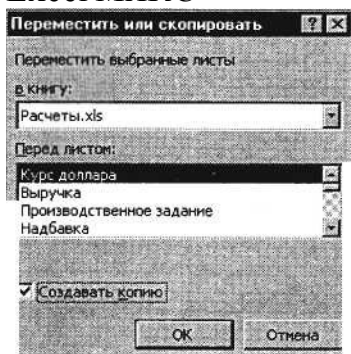 Переместить или скопировать
Переместить выбранные листы
в книгу:
Расчеты.xls
Перед листом:
Курс доллара
Выручка
Производственное задание
Надбавка
Создавать копию
ОК
Отмена